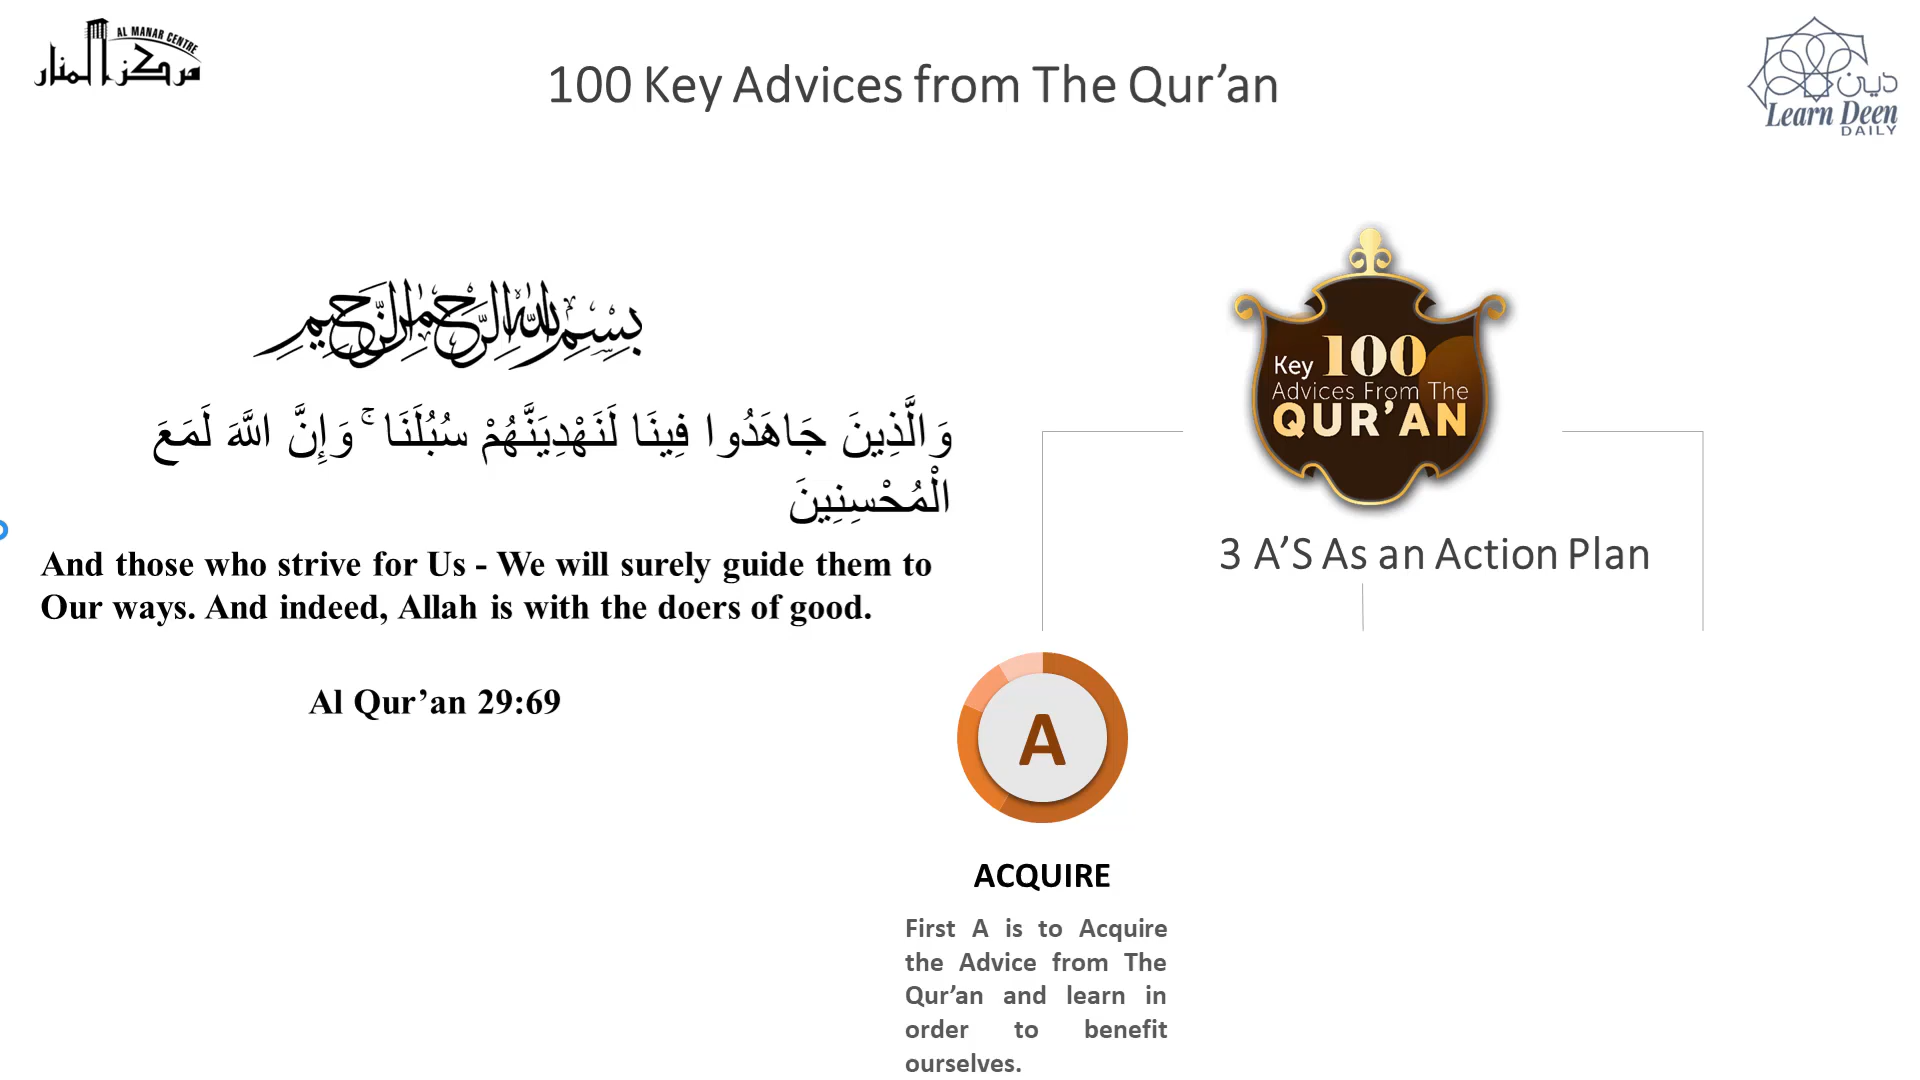 AL MANAR CENTRE
مركز المنار
100 Key Advices from The Qur’an
دين
Learn Deen
DAILY
بسم الله الرحمن الرحيم
وَالَّذِينَ جَاهَدُوا فِينَا لَنَهْدِيَنَّهُمْ سُبُلَنَا ۚ وَإِنَّ اللَّهَ لَمَعَ
الْمُحْسِنِينَ
And those who strive for Us - We will surely guide them to
Our ways. And indeed, Allah is with the doers of good.
Al Qur’an 29:69
Key 100
Advices From The
QUR’AN
3 A’S As an Action Plan
A
ACQUIRE
First A is to Acquire
the Advice from The
Qur’an and learn in
order to benefit
ourselves.